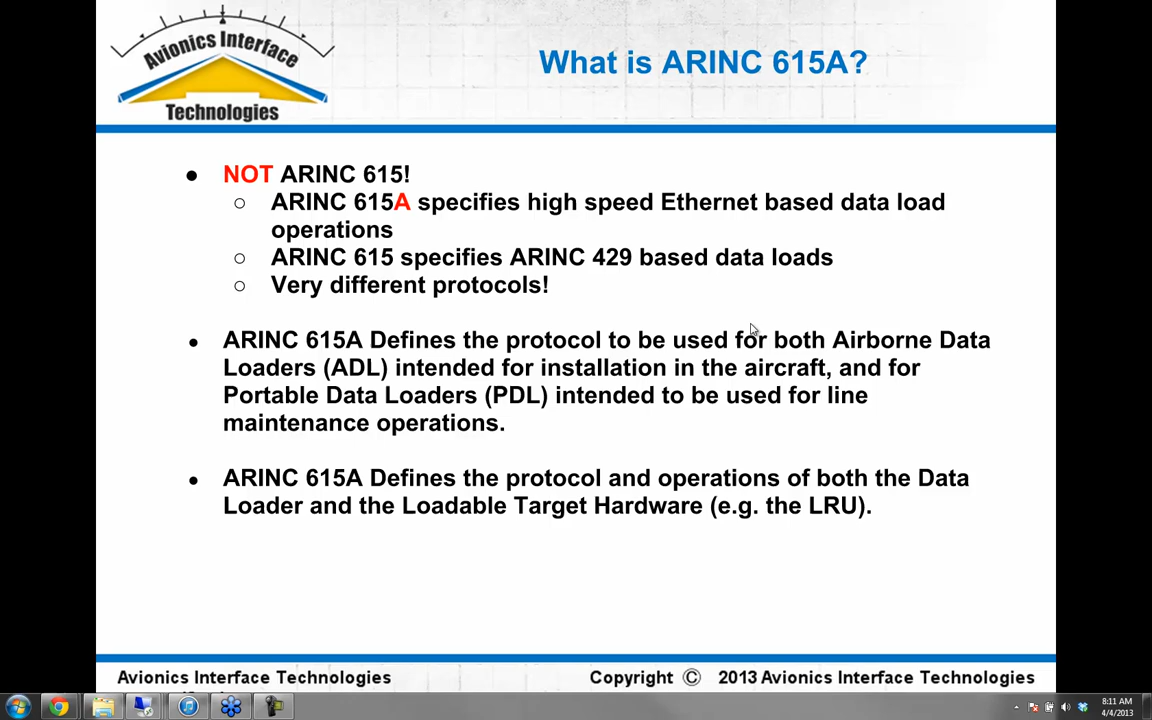 Avionics Interface
Technologies
What is ARINC 615A?
● NOT ARINC 615!
○ ARINC 615A specifies high speed Ethernet based data load
operations
○ ARINC 615 specifies ARINC 429 based data loads
○ Very different protocols!
● ARINC 615A Defines the protocol to be used for both Airborne Data
Loaders (ADL) intended for installation in the aircraft, and for
Portable Data Loaders (PDL) intended to be used for line
maintenance operations.
● ARINC 615A Defines the protocol and operations of both the Data
Loader and the Loadable Target Hardware (e.g. the LRU).
Avionics Interface Technologies
Copyright © 2013 Avionics Interface Technologies
8:11 AM
4/4/2013